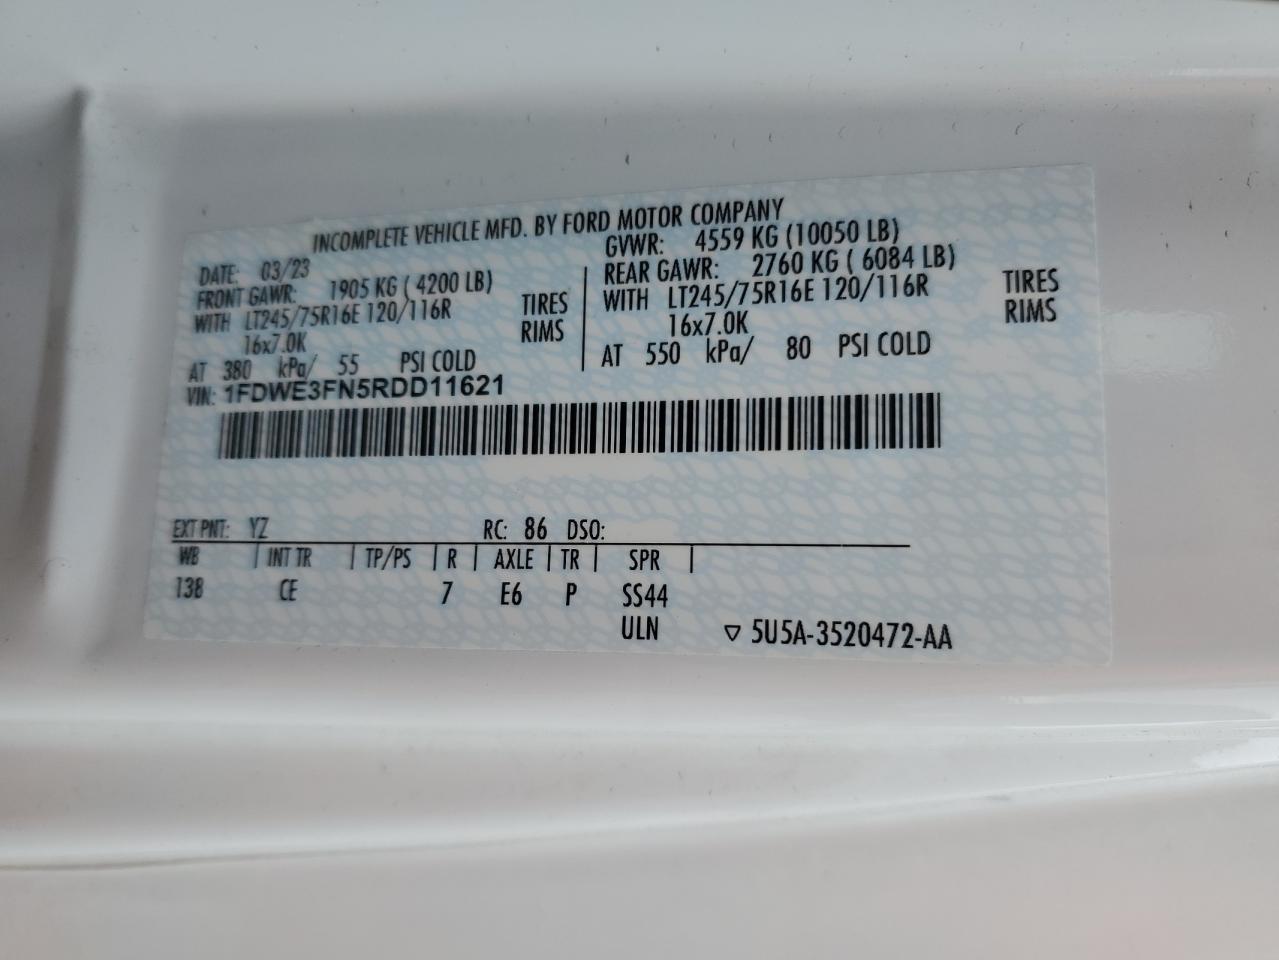 INCOMPLETE VEHICLE MFD. BY FORD MOTOR COMPANY
DATE: 03/23 GVWR: 4559 KG (10050 LB)
FRONT GAWR: 1905 KG ( 4200 LB) REAR GAWR: 2760 KG ( 6084 LB)
WITH LT245/75R16E 120/116R TIRES WITH LT245/75R16E 120/116R TIRES
16x7.0K RIMS 16x7.0K RIMS
AT 380 kPa/ 55 PSI COLD AT 550 kPa/ 80 PSI COLD
VIN: 1FDWE3FN5RDD11621
EXT PNT: YZ RC: 86 DSO:
WB | INT TR | TP/PS | R | AXLE | TR | SPR |
138 CE 7 E6 P SS44
ULN ▽ 5U5A-3520472-AA